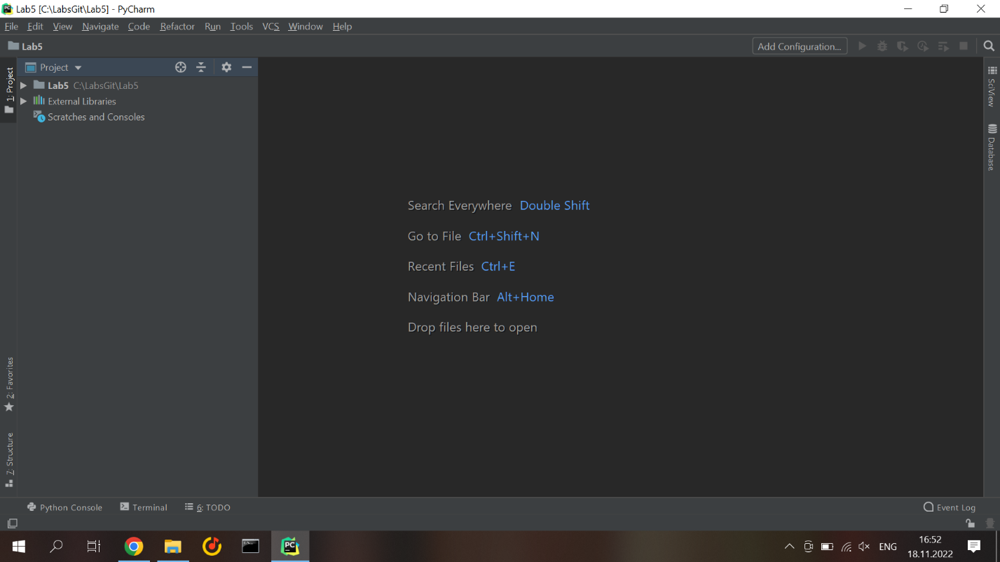 Lab5 [C:\LabsGit\Lab5] - PyCharm
File Edit View Navigate Code Refactor Run Tools VCS Window Help
Lab5
Add Configuration...
Project
1: Project
Lab5 C:\LabsGit\Lab5
External Libraries
Scratches and Consoles
SciView
Database
Search Everywhere Double Shift
Go to File Ctrl+Shift+N
Recent Files Ctrl+E
Navigation Bar Alt+Home
Drop files here to open
2: Favorites
7: Structure
Python Console Terminal 6: TODO Event Log
PC
ENG
16:52
18.11.2022